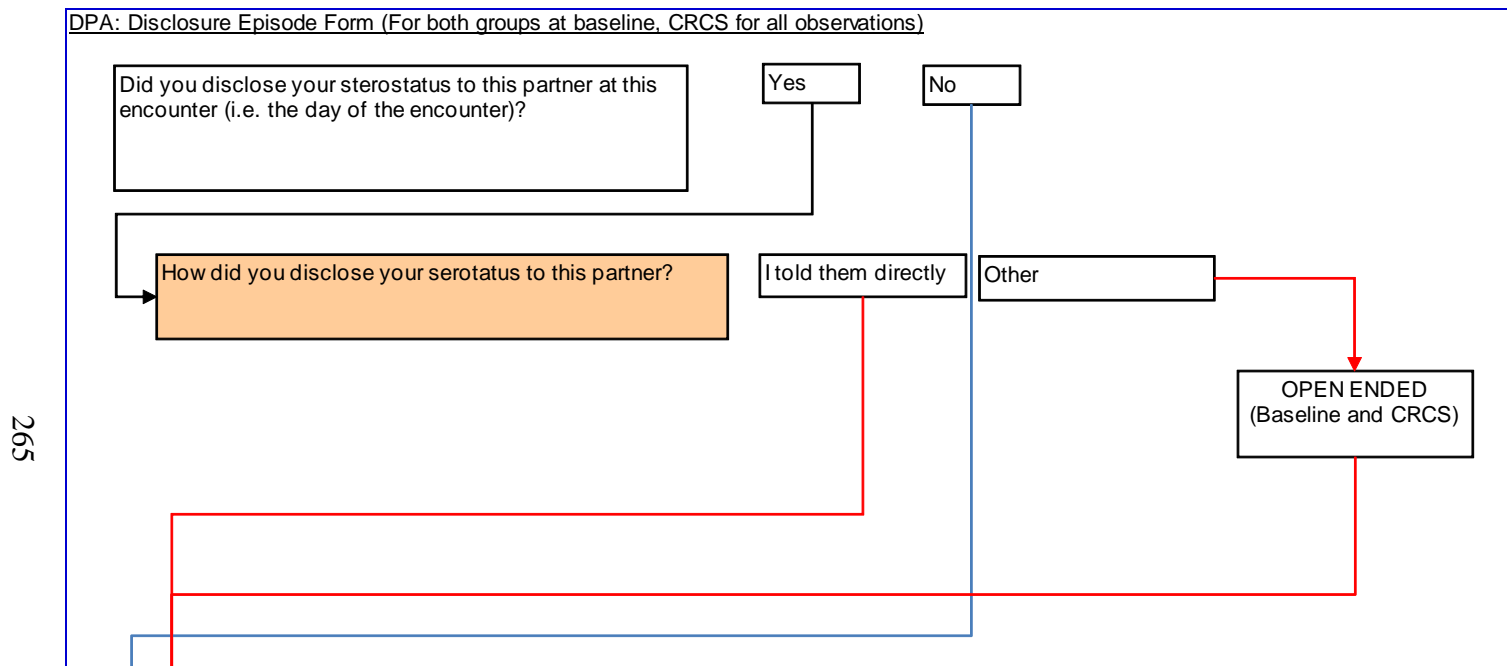 DPA: Disclosure Episode Form (For both groups at baseline, CRCS for all observations)
Did you disclose your sterostatus to this partner at this
encounter (i.e. the day of the encounter)?
Yes
No
How did you disclose your serotatus to this partner?
I told them directly
Other
OPEN ENDED
(Baseline and CRCS)
265